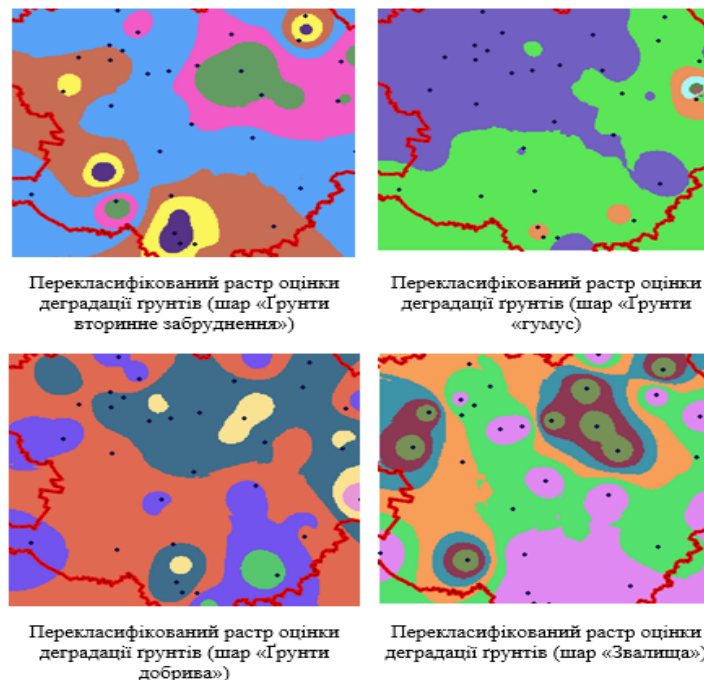 Перекласифікований растр оцінки
деградації ґрунтів (шар «Ґрунти
вторинне забруднення»)
Перекласифікований растр оцінки
деградації ґрунтів (шар «Ґрунти
«гумус)
Перекласифікований растр оцінки
деградації ґрунтів (шар «Ґрунти
добрива»)
Перекласифікований растр оцінки
деградації ґрунтів (шар «Звалища»)